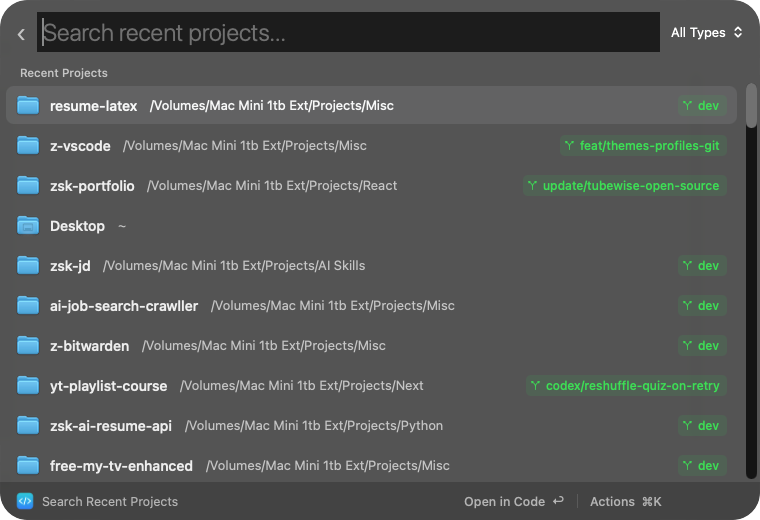 Search recent projects...
All Types
Recent Projects
resume-latex /Volumes/Mac Mini 1tb Ext/Projects/Misc dev
z-vscode /Volumes/Mac Mini 1tb Ext/Projects/Misc feat/themes-profiles-git
zsk-portfolio /Volumes/Mac Mini 1tb Ext/Projects/React update/tubewise-open-source
Desktop ~
zsk-jd /Volumes/Mac Mini 1tb Ext/Projects/AI Skills dev
ai-job-search-crawller /Volumes/Mac Mini 1tb Ext/Projects/Misc dev
z-bitwarden /Volumes/Mac Mini 1tb Ext/Projects/Misc dev
yt-playlist-course /Volumes/Mac Mini 1tb Ext/Projects/Next codex/reshuffle-quiz-on-retry
zsk-ai-resume-api /Volumes/Mac Mini 1tb Ext/Projects/Python dev
free-my-tv-enhanced /Volumes/Mac Mini 1tb Ext/Projects/Misc dev
Search Recent Projects Open in Code ↩ Actions ⌘K